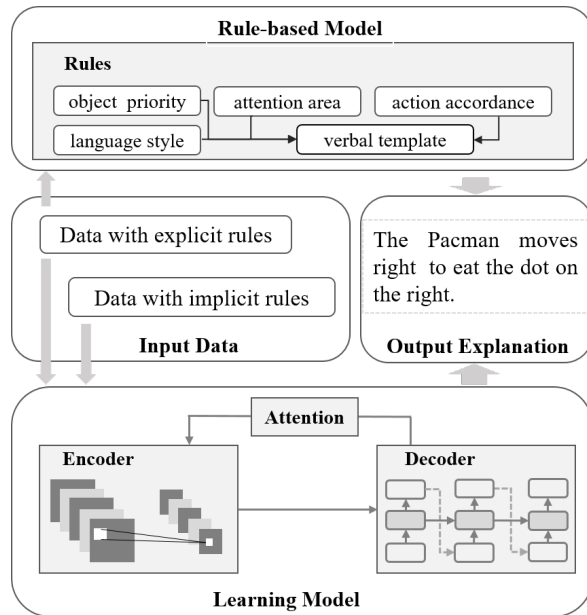 Rule-based Model
Rules
object priority
attention area
action accordance
language style
verbal template
Data with explicit rules
Data with implicit rules
Input Data
The Pacman moves
right to eat the dot on
the right.
Output Explanation
Attention
Encoder
Decoder
Learning Model